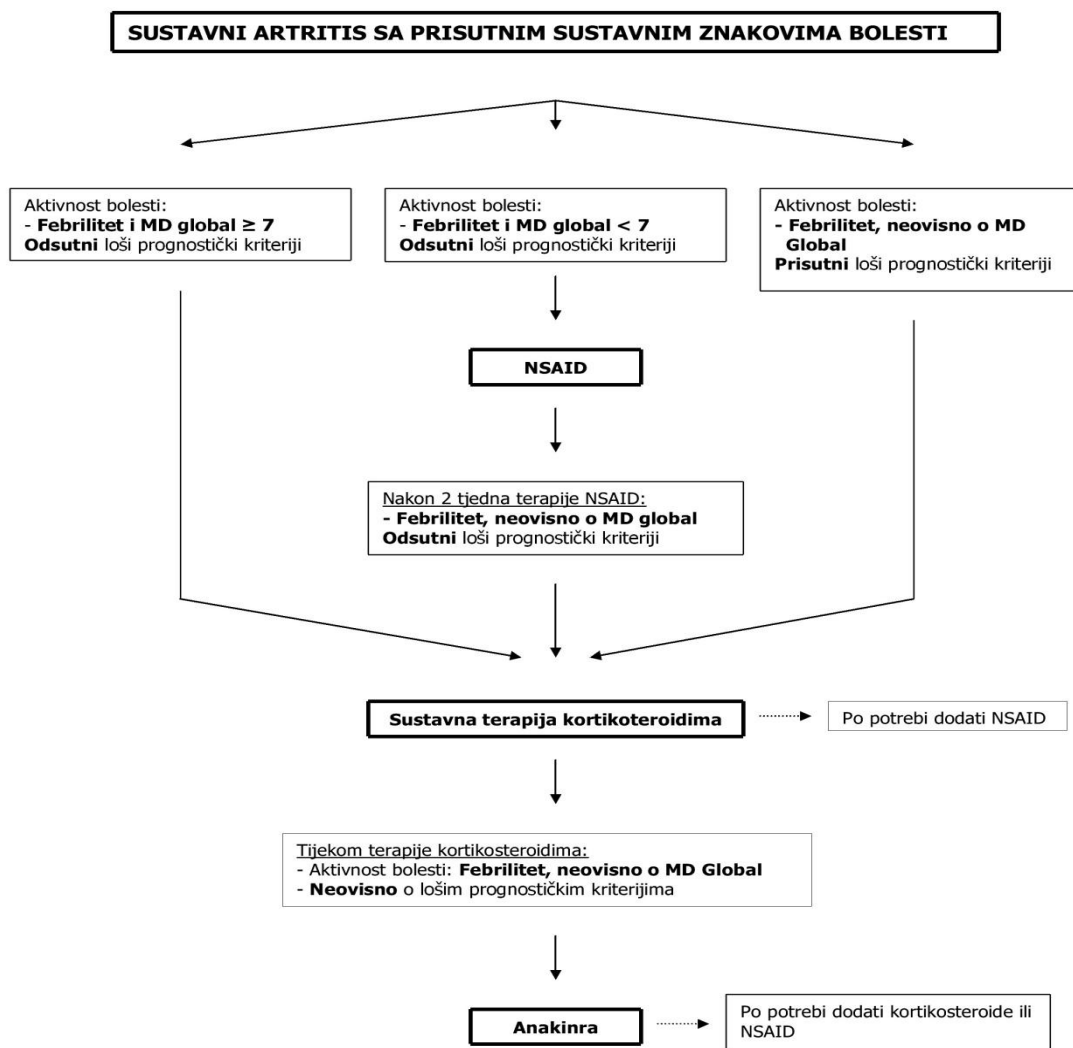 SUSTAVNI ARTRITIS SA PRISUTNIM SUSTAVNIM ZNAKOVIMA BOLESTI
Aktivnost bolesti:
- Febrilitet i MD global ≥ 7
Odsutni loši prognostički kriteriji
Aktivnost bolesti:
- Febrilitet i MD global < 7
Odsutni loši prognostički kriteriji
Aktivnost bolesti:
- Febrilitet, neovisno o MD
Global
Prisutni loši prognostički kriteriji
NSAID
Nakon 2 tjedna terapije NSAID:
- Febrilitet, neovisno o MD global
Odsutni loši prognostički kriteriji
Sustavna terapija kortikoteroidima
Po potrebi dodati NSAID
Tijekom terapije kortikosteroidima:
- Aktivnost bolesti: Febrilitet, neovisno o MD Global
- Neovisno o lošim prognostičkim kriterijima
Anakinra
Po potrebi dodati kortikosteroide ili
NSAID